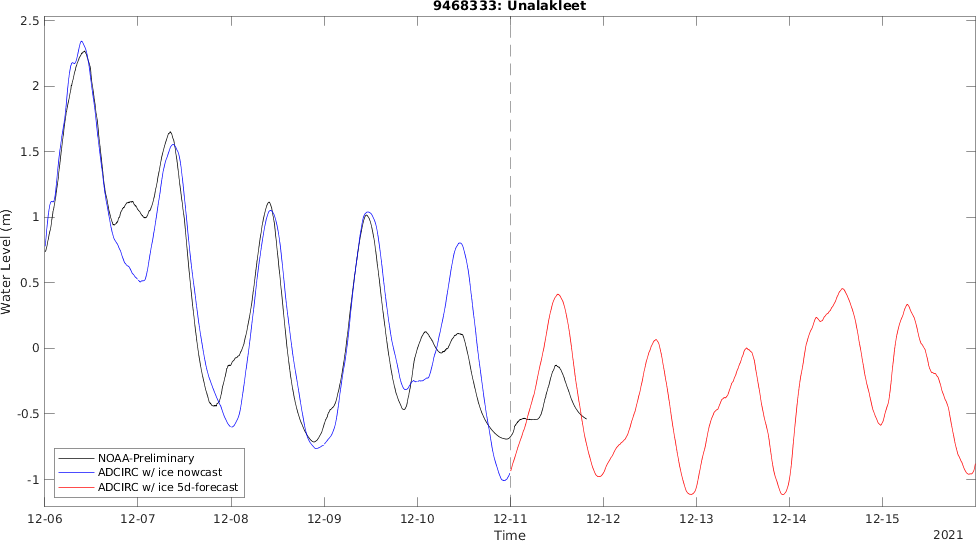 9468333: Unalakleet
Water Level (m)
2.5
2
1.5
1
0.5
0
-0.5
-1
NOAA-Preliminary
ADCIRC w/ ice nowcast
ADCIRC w/ ice 5d-forecast
12-06 12-07 12-08 12-09 12-10 12-11 12-12 12-13 12-14 12-15
Time
2021